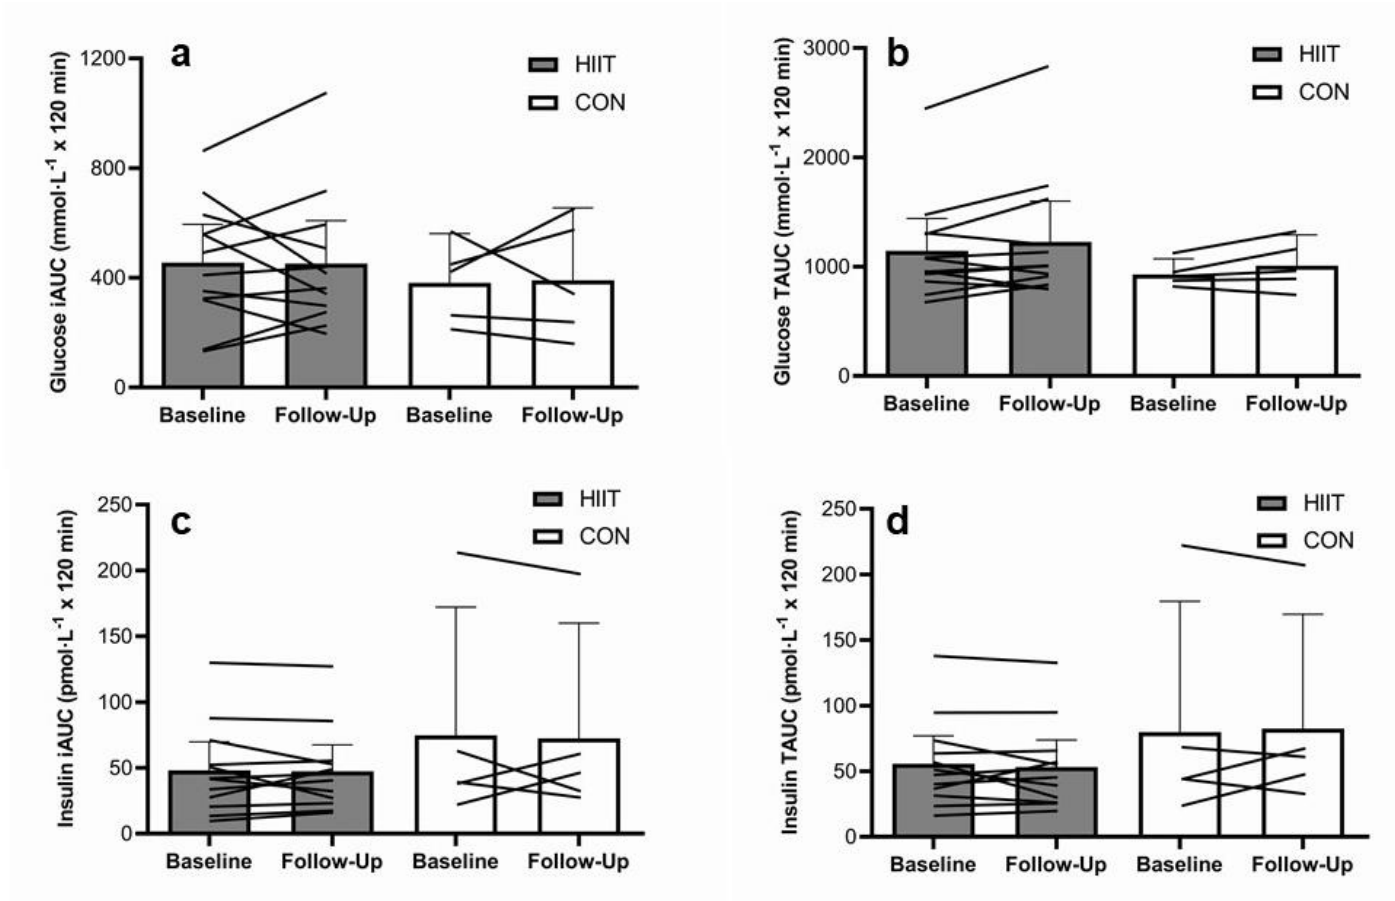 a
Glucose iAUC (mmol·L-1 x 120 min)
1200
800
400
0
HIIT
CON
Baseline Follow-Up Baseline Follow-Up
b
Glucose TAUC (mmol·L-1 x 120 min)
3000
2000
1000
0
HIIT
CON
Baseline Follow-Up Baseline Follow-Up
c
Insulin iAUC (pmol·L-1 x 120 min)
250
200
150
100
50
0
HIIT
CON
Baseline Follow-Up Baseline Follow-Up
d
Insulin TAUC (pmol·L-1 x 120 min)
250
200
150
100
50
0
HIIT
CON
Baseline Follow-Up Baseline Follow-Up